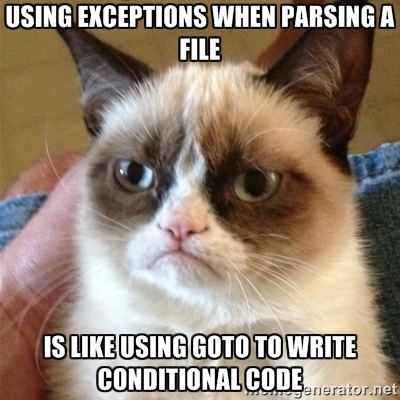 USING EXCEPTIONS WHEN PARSING A
FILE
IS LIKE USING GOTO TO WRITE
CONDITIONAL CODE
memegenerator.net